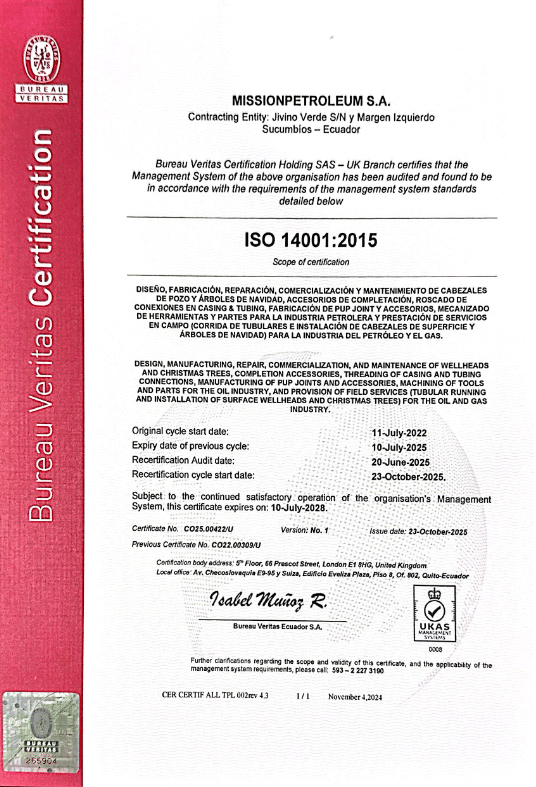 BUREAU VERITAS
1828
BUREAU
VERITAS
Bureau Veritas Certification
MISSIONPETROLEUM S.A.
Contracting Entity: Jivino Verde S/N y Margen Izquierdo
Sucumbíos – Ecuador
Bureau Veritas Certification Holding SAS – UK Branch certifies that the
Management System of the above organisation has been audited and found to be
in accordance with the requirements of the management system standards
detailed below
ISO 14001:2015
Scope of certification
DISEÑO, FABRICACIÓN, REPARACIÓN, COMERCIALIZACIÓN Y MANTENIMIENTO DE CABEZALES
DE POZO Y ÁRBOLES DE NAVIDAD, ACCESORIOS DE COMPLETACIÓN, ROSCADO DE
CONEXIONES EN CASING & TUBING, FABRICACIÓN DE PUP JOINT Y ACCESORIOS, MECANIZADO
DE HERRAMIENTAS Y PARTES PARA LA INDUSTRIA PETROLERA Y PRESTACIÓN DE SERVICIOS
EN CAMPO (CORRIDA DE TUBULARES E INSTALACIÓN DE CABEZALES DE SUPERFICIE Y
ÁRBOLES DE NAVIDAD) PARA LA INDUSTRIA DEL PETRÓLEO Y EL GAS.
DESIGN, MANUFACTURING, REPAIR, COMMERCIALIZATION, AND MAINTENANCE OF WELLHEADS
AND CHRISTMAS TREES, COMPLETION ACCESSORIES, THREADING OF CASING AND TUBING
CONNECTIONS, MANUFACTURING OF PUP JOINTS AND ACCESSORIES, MACHINING OF TOOLS
AND PARTS FOR THE OIL INDUSTRY, AND PROVISION OF FIELD SERVICES (TUBULAR RUNNING
AND INSTALLATION OF SURFACE WELLHEADS AND CHRISTMAS TREES) FOR THE OIL AND GAS
INDUSTRY.
Original cycle start date: 11-July-2022
Expiry date of previous cycle: 10-July-2025
Recertification Audit date: 20-June-2025
Recertification cycle start date: 23-October-2025.
Subject to the continued satisfactory operation of the organisation's Management
System, this certificate expires on: 10-July-2028.
Certificate No. CO25.00422/U Version: No. 1 Issue date: 23-October-2025
Previous Certificate No. CO22.00309/U
Certification body address: 5th Floor, 66 Prescot Street, London E1 8HG, United Kingdom
Local office: Av. Checoslovaquia E9-95 y Suiza, Edificio Eveliza Plaza, Piso 8, Of. 802, Quito-Ecuador
Isabel Muñoz R.
Bureau Veritas Ecuador S.A.
UKAS
MANAGEMENT
SYSTEMS
0008
Further clarifications regarding the scope and validity of this certificate, and the applicability of the
management system requirements, please call: 593 – 2 227 3190
CER CERTIF ALL TPL 002rev 4.3 1 / 1 November 4,2024
BUREAU
VERITAS
265904